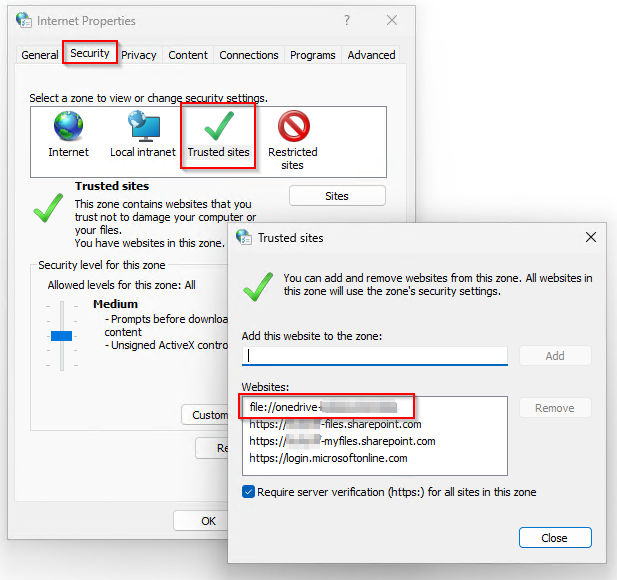 Internet Properties
?
General Security Privacy Content Connections Programs Advanced
Select a zone to view or change security settings.
Internet
Local intranet
Trusted sites
Restricted
sites
Trusted sites
Sites
This zone contains websites that you
trust not to damage your computer or
your files.
You have websites in this zone.
Security level for this zone
Allowed levels for this zone: All
Medium
- Prompts before downloa
content
- Unsigned ActiveX contro
Custom
Re
OK
Trusted sites
You can add and remove websites from this zone. All websites in
this zone will use the zone's security settings.
Add this website to the zone:
Add
Websites:
file://onedrive-
Remove
https:// -files.sharepoint.com
https:// -myfiles.sharepoint.com
https://login.microsoftonline.com
Require server verification (https:) for all sites in this zone
Close